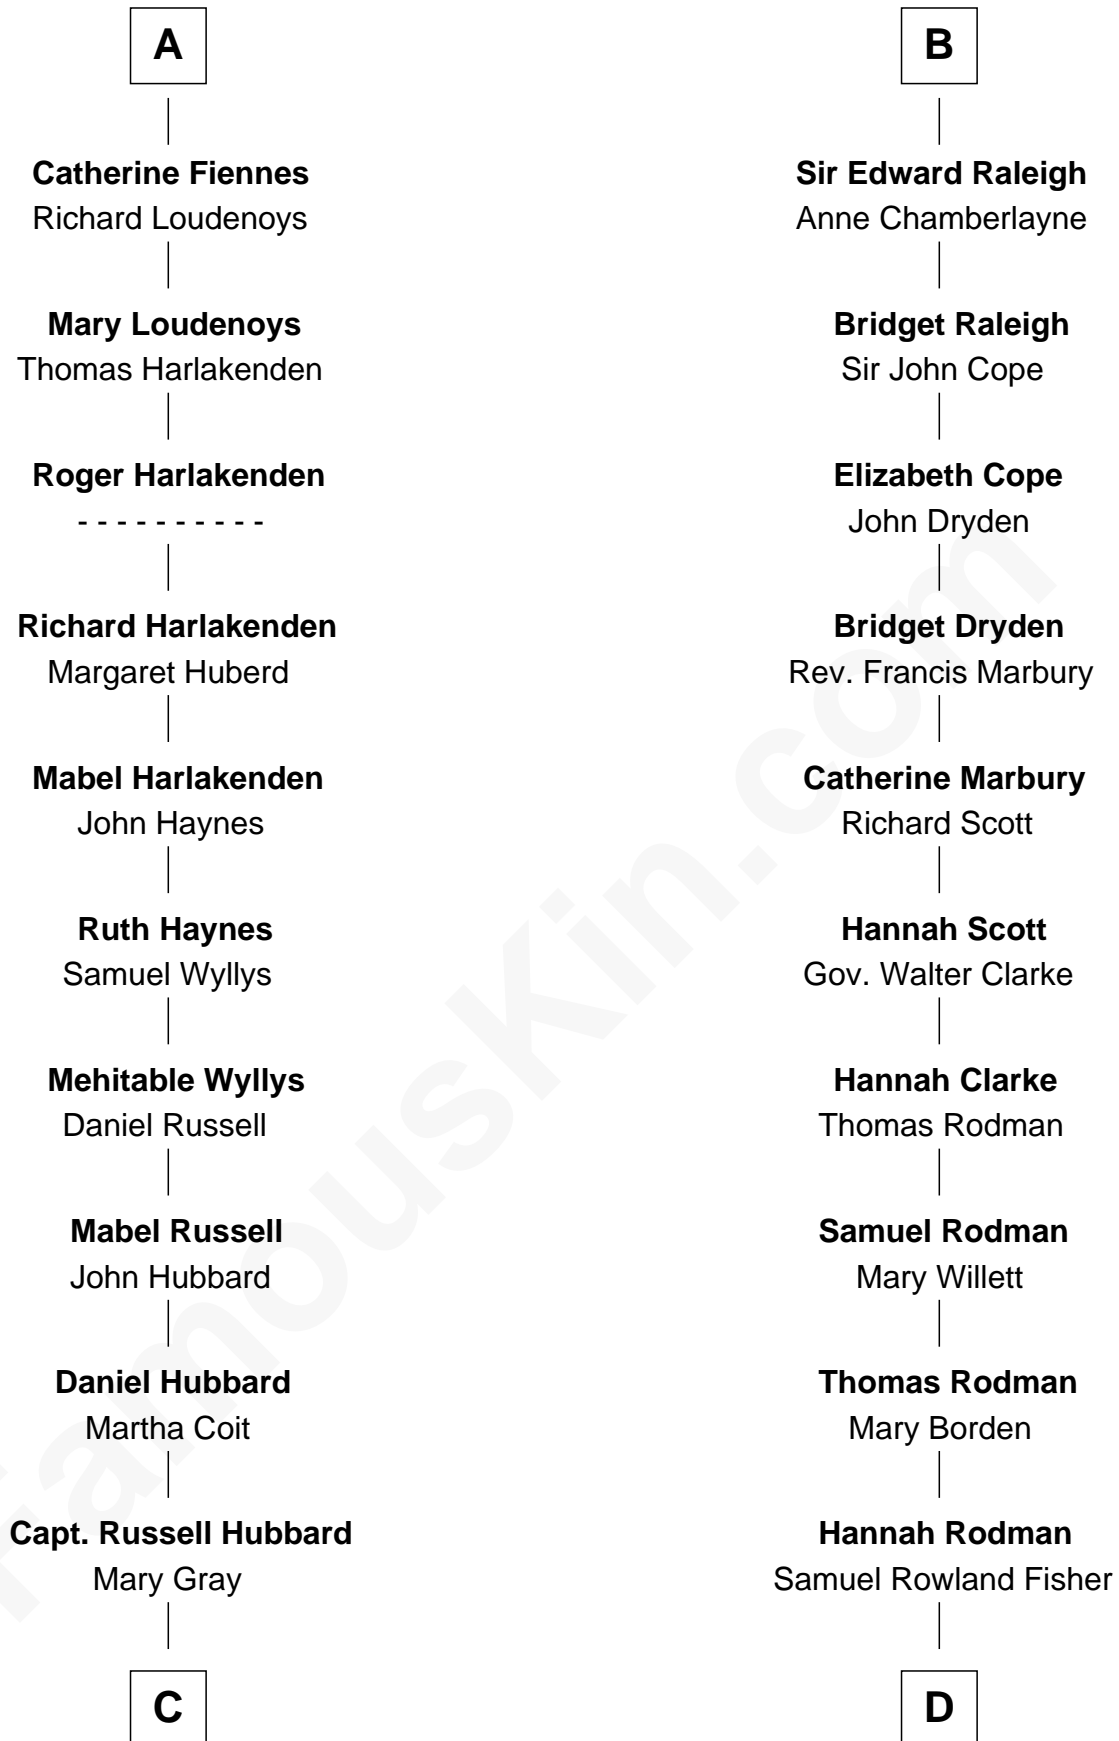 A
Catherine Fiennes
Richard Loudenoys
Mary Loudenoys
Thomas Harlakenden
Roger Harlakenden
- - - - - - - - - -
Richard Harlakenden
Margaret Huberd
Mabel Harlakenden
John Haynes
Ruth Haynes
Samuel Wyllys
Mehitable Wyllys
Daniel Russell
Mabel Russell
John Hubbard
Daniel Hubbard
Martha Coit
Capt. Russell Hubbard
Mary Gray
C
B
Sir Edward Raleigh
Anne Chamberlayne
Bridget Raleigh
Sir John Cope
Elizabeth Cope
John Dryden
Bridget Dryden
Rev. Francis Marbury
Catherine Marbury
Richard Scott
Hannah Scott
Gov. Walter Clarke
Hannah Clarke
Thomas Rodman
Samuel Rodman
Mary Willett
Thomas Rodman
Mary Borden
Hannah Rodman
Samuel Rowland Fisher
D
FamousKin.com